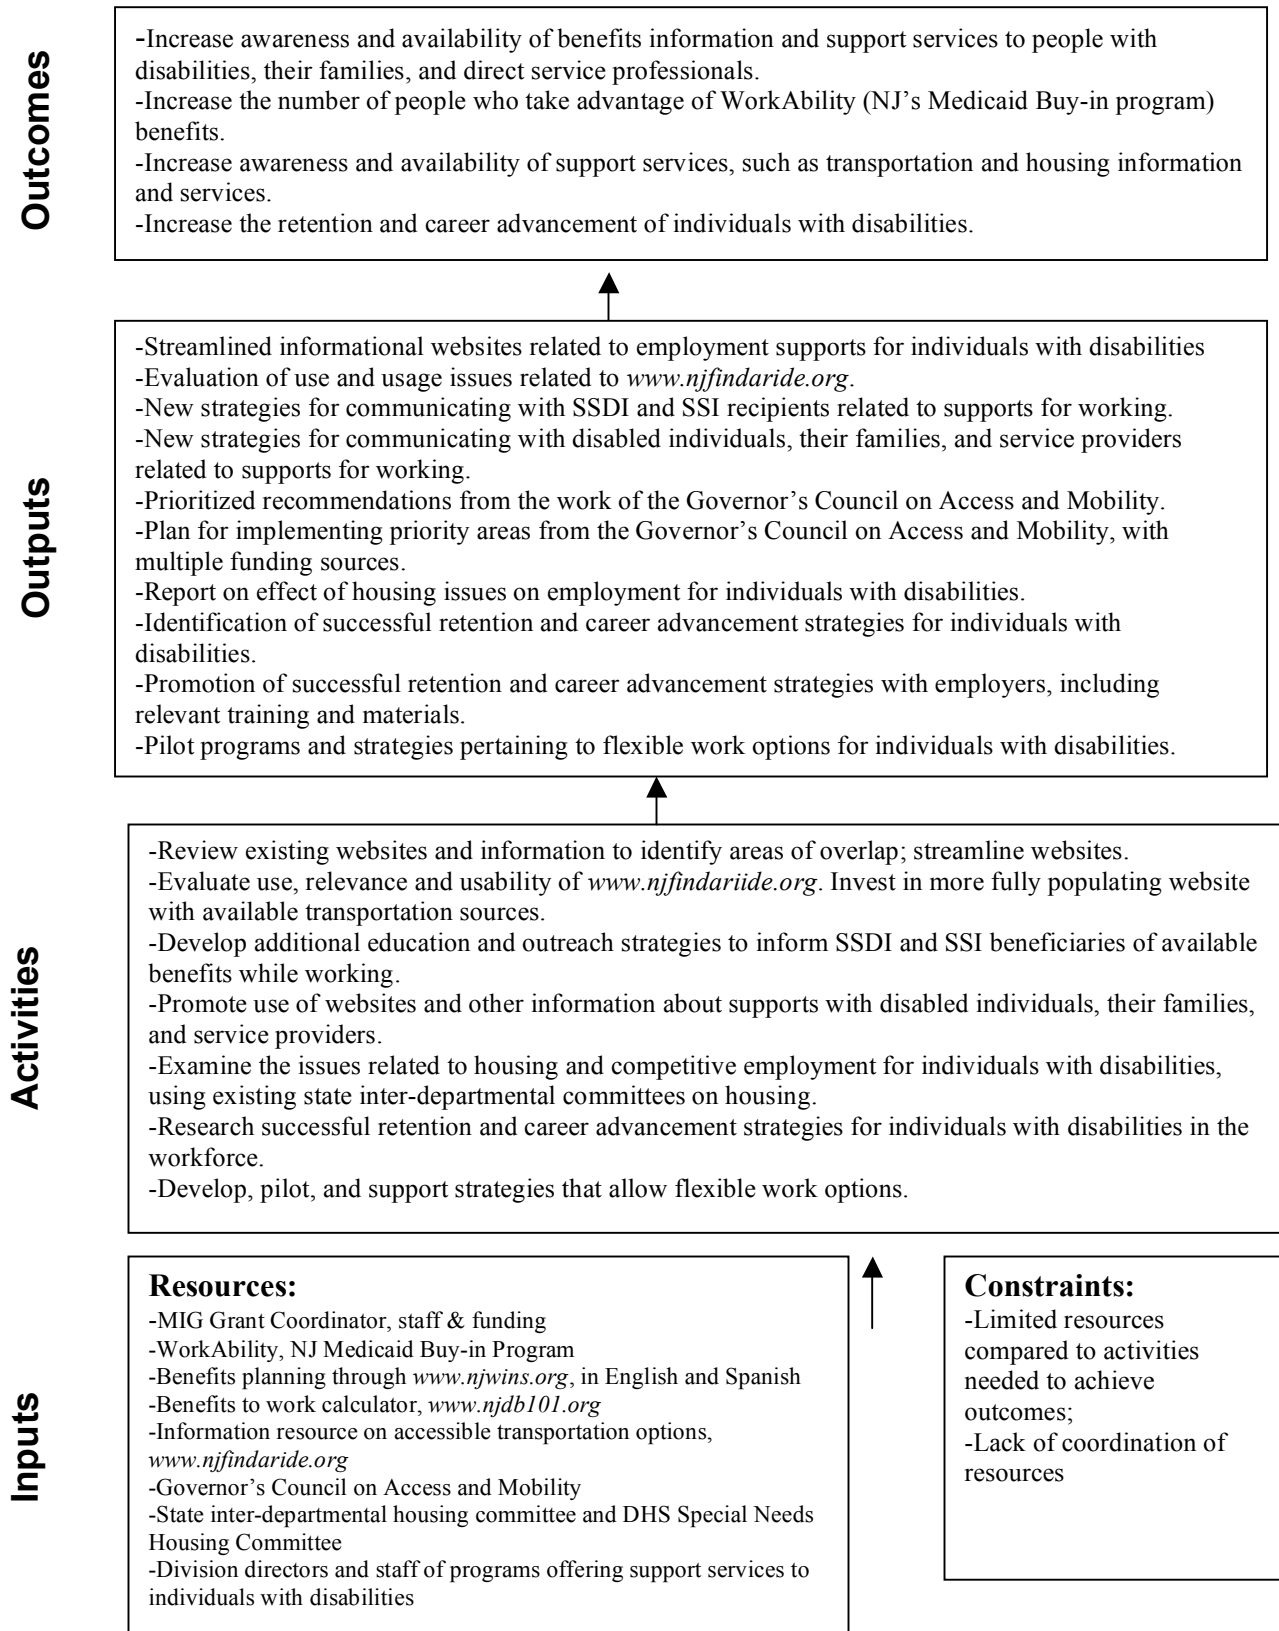 Outcomes
-Increase awareness and availability of benefits information and support services to people with
disabilities, their families, and direct service professionals.
-Increase the number of people who take advantage of WorkAbility (NJ's Medicaid Buy-in program)
benefits.
-Increase awareness and availability of support services, such as transportation and housing information
and services.
-Increase the retention and career advancement of individuals with disabilities.
Outputs
-Streamlined informational websites related to employment supports for individuals with disabilities
-Evaluation of use and usage issues related to www.njfindaride.org.
-New strategies for communicating with SSDI and SSI recipients related to supports for working.
-New strategies for communicating with disabled individuals, their families, and service providers
related to supports for working.
-Prioritized recommendations from the work of the Governor's Council on Access and Mobility.
-Plan for implementing priority areas from the Governor's Council on Access and Mobility, with
multiple funding sources.
-Report on effect of housing issues on employment for individuals with disabilities.
-Identification of successful retention and career advancement strategies for individuals with
disabilities.
-Promotion of successful retention and career advancement strategies with employers, including
relevant training and materials.
-Pilot programs and strategies pertaining to flexible work options for individuals with disabilities.
Activities
-Review existing websites and information to identify areas of overlap; streamline websites.
-Evaluate use, relevance and usability of www.njfindariide.org. Invest in more fully populating website
with available transportation sources.
-Develop additional education and outreach strategies to inform SSDI and SSI beneficiaries of available
benefits while working.
-Promote use of websites and other information about supports with disabled individuals, their families,
and service providers.
-Examine the issues related to housing and competitive employment for individuals with disabilities,
using existing state inter-departmental committees on housing.
-Research successful retention and career advancement strategies for individuals with disabilities in the
workforce.
-Develop, pilot, and support strategies that allow flexible work options.
Inputs
Resources:
-MIG Grant Coordinator, staff & funding
-WorkAbility, NJ Medicaid Buy-in Program
-Benefits planning through www.njwins.org, in English and Spanish
-Benefits to work calculator, www.njdb101.org
-Information resource on accessible transportation options,
www.njfindaride.org
-Governor's Council on Access and Mobility
-State inter-departmental housing committee and DHS Special Needs
Housing Committee
-Division directors and staff of programs offering support services to
individuals with disabilities
Constraints:
-Limited resources
compared to activities
needed to achieve
outcomes;
-Lack of coordination of
resources